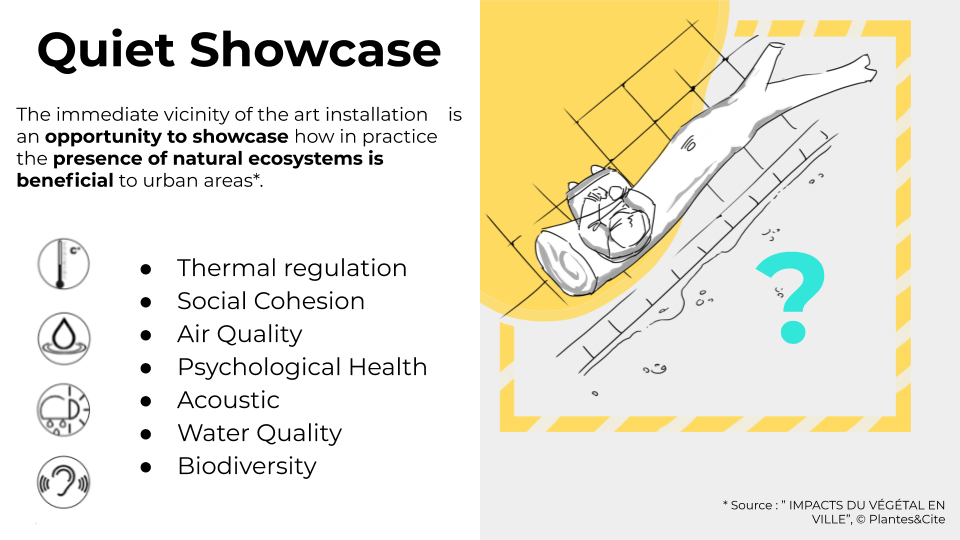 Quiet Showcase
The immediate vicinity of the art installation is
an opportunity to showcase how in practice
the presence of natural ecosystems is
beneficial to urban areas*.
C°
● Thermal regulation
● Social Cohesion
● Air Quality
● Psychological Health
● Acoustic
● Water Quality
● Biodiversity
?
* Source : " IMPACTS DU VÉGÉTAL EN
VILLE", © Plantes&Cite